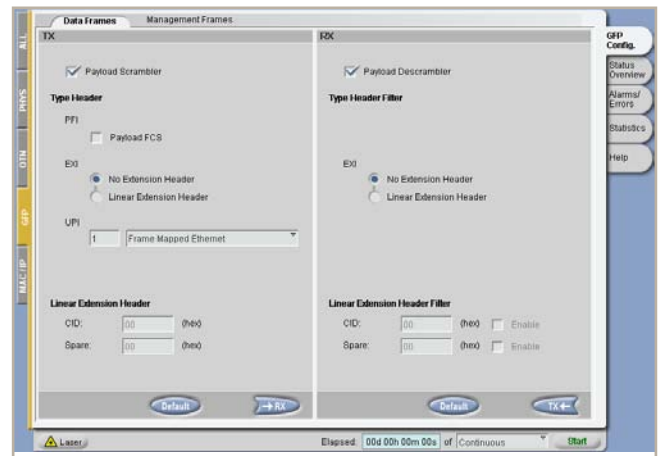 Data Frames Management Frames
ALL
PHYS
OTN
GFP
MAC / IP
TX
Payload Scrambler
Type Header
PFI
Payload FCS
EXI
No Extension Header
Linear Extension Header
UPI
1 Frame Mapped Ethernet
Linear Extension Header
CID: 00 (hex)
Spare: 00 (hex)
Default → RX
RX
Payload Descrambler
Type Header Filter
EXI
No Extension Header
Linear Extension Header
Linear Extension Header Filter
CID: 00 (hex) Enable
Spare: 00 (hex) Enable
Default TX ←
GFP
Config.
Status
Overview
Alarms/
Errors
Statistics
Help
Laser
Elapsed 00d 00h 00m 00s of Continuous Start